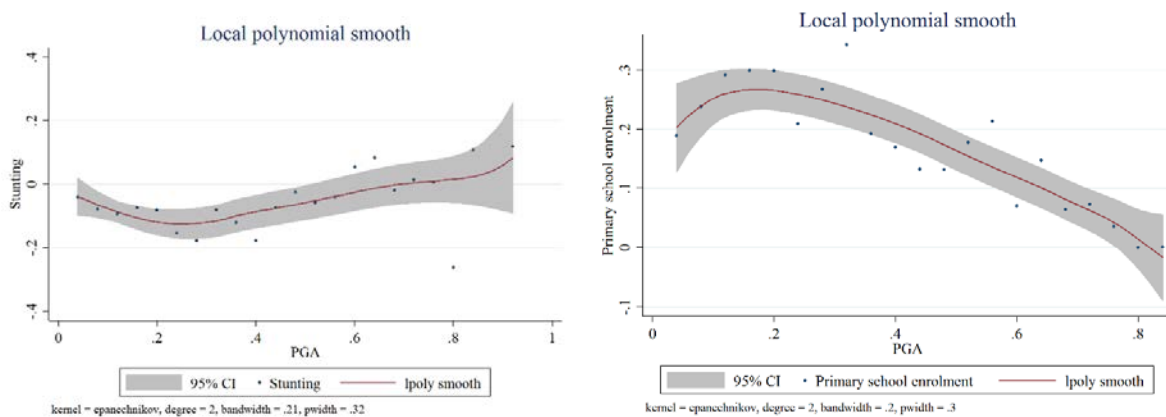 Local polynomial smooth
Stunting
.4
.2
0
-.2
-.4
0 .2 .4 .6 .8 1
PGA
95% CI Stunting lpoly smooth
kernel = epanechnikov, degree = 2, bandwidth = .21, pwidth = .32
Local polynomial smooth
Primary school enrolment
.3
.2
.1
0
-.1
0 .2 .4 .6 .8
PGA
95% CI Primary school enrolment lpoly smooth
kernel = epanechnikov, degree = 2, bandwidth = .2, pwidth = .3